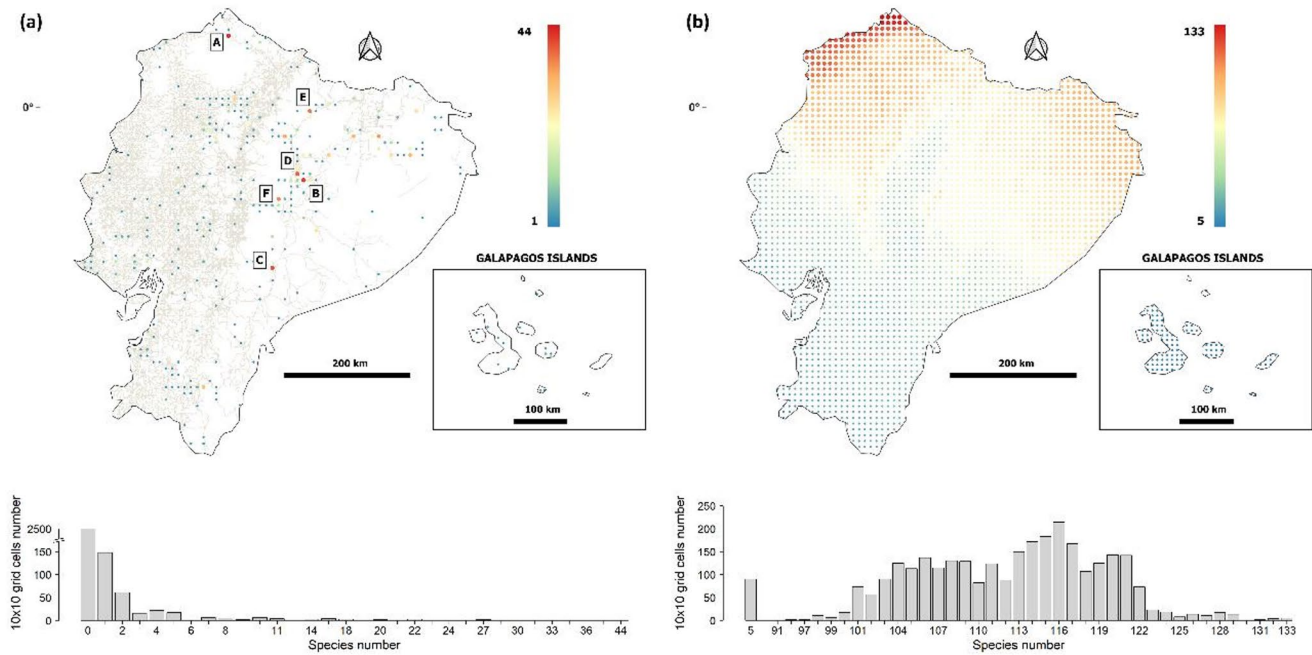 (a)
44
1
A
E
D
B
F
C
0°
GALAPAGOS ISLANDS
200 km
100 km
(b)
133
5
0°
GALAPAGOS ISLANDS
200 km
100 km
10x10 grid cells number
2500
150
100
50
0
0 2 4 6 8 11 14 18 20 22 27 30 33 36 44
Species number
10x10 grid cells number
250
200
150
100
50
0
5 91 97 99 101 104 107 110 113 116 119 122 125 128 131 133
Species number